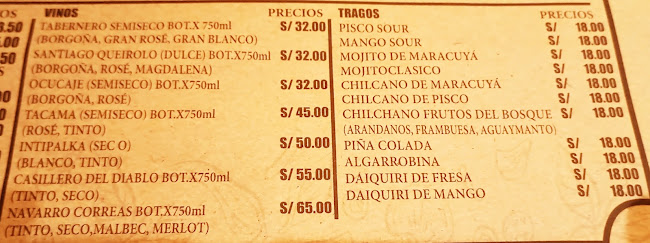 OS
VINOS PRECIOS
8.50 TABERNERO SEMISECO BOT.X 750ml S/ 32.00
5.00 (BORGOÑA, GRAN ROSÉ, GRAN BLANCO)
SANTIAGO QUEIROLO (DULCE) BOT.X750ml S/ 32.00
(BORGOÑA, ROSÉ, MAGDALENA)
OCUCAJE (SEMISECO) BOT.X750ml S/ 32.00
(BORGOÑA, ROSÉ)
TACAMA (SEMISECO) BOT.X750ml S/ 45.00
(ROSÉ, TINTO)
INTIPALKA (SEC O) S/ 50.00
(BLANCO, TINTO)
CASILLERO DEL DIABLO BOT.X750ml S/ 55.00
(TINTO, SECO)
NAVARRO CORREAS BOT.X750ml S/ 65.00
(TINTO, SECO,MALBEC, MERLOT)
TRAGOS PRECIOS
PISCO SOUR S/ 18.00
MANGO SOUR S/ 18.00
MOJITO DE MARACUYÁ S/ 18.00
MOJITOCLASICO S/ 18.00
CHILCANO DE MARACUYÁ S/ 18.00
CHILCANO DE PISCO S/ 18.00
CHILCHANO FRUTOS DEL BOSQUE S/ 18.00
(ARANDANOS, FRAMBUESA, AGUAYMANTO)
PIÑA COLADA S/ 18.00
ALGARROBINA S/ 18.00
DAIQUIRI DE FRESA S/ 18.00
DAIQUIRI DE MANGO S/ 18.00